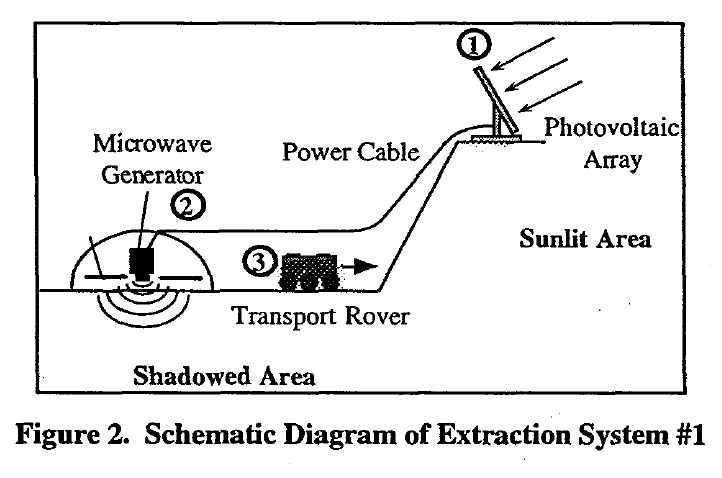 1
Photovoltaic
Array
Microwave
Generator
Power Cable
2
Sunlit Area
3
Transport Rover
Shadowed Area
Figure 2. Schematic Diagram of Extraction System #1